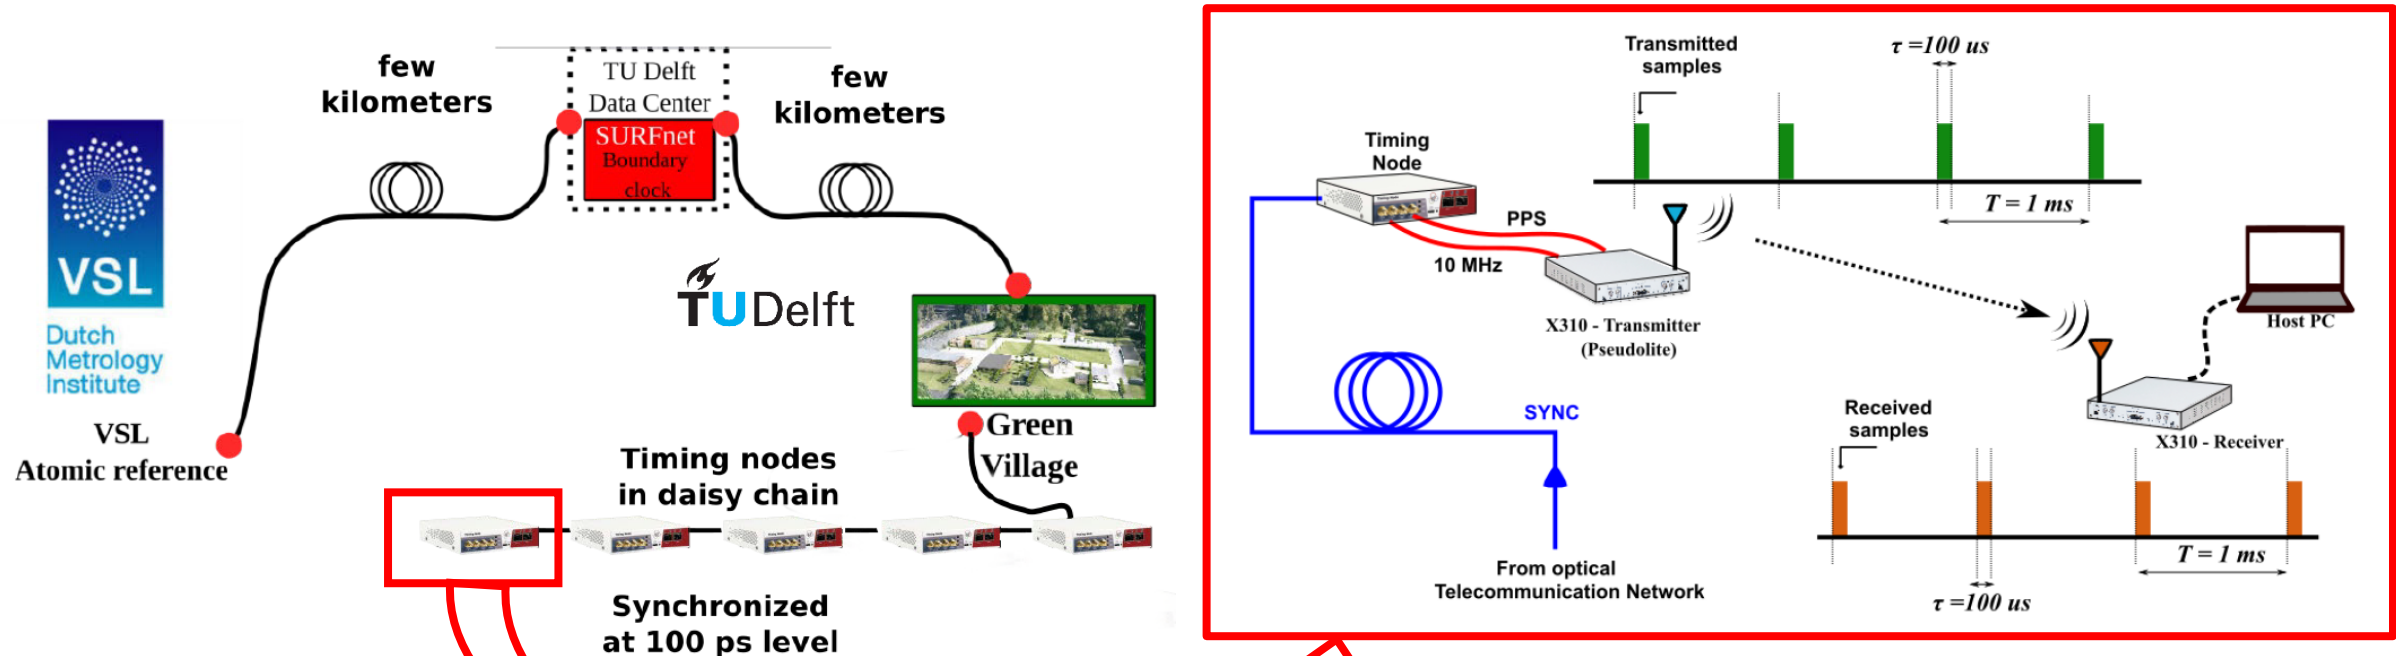 few
kilometers
TU Delft
Data Center
SURFnet
Boundary
clock
few
kilometers
VSL
Dutch
Metrology
Institute
VSL
Atomic reference
TUDelft
Green
Village
Timing nodes
in daisy chain
Synchronized
at 100 ps level
Transmitted
samples
τ =100 us
T = 1 ms
Timing
Node
PPS
10 MHz
X310 - Transmitter
(Pseudolite)
Host PC
X310 - Receiver
SYNC
From optical
Telecommunication Network
Received
samples
T = 1 ms
τ =100 us